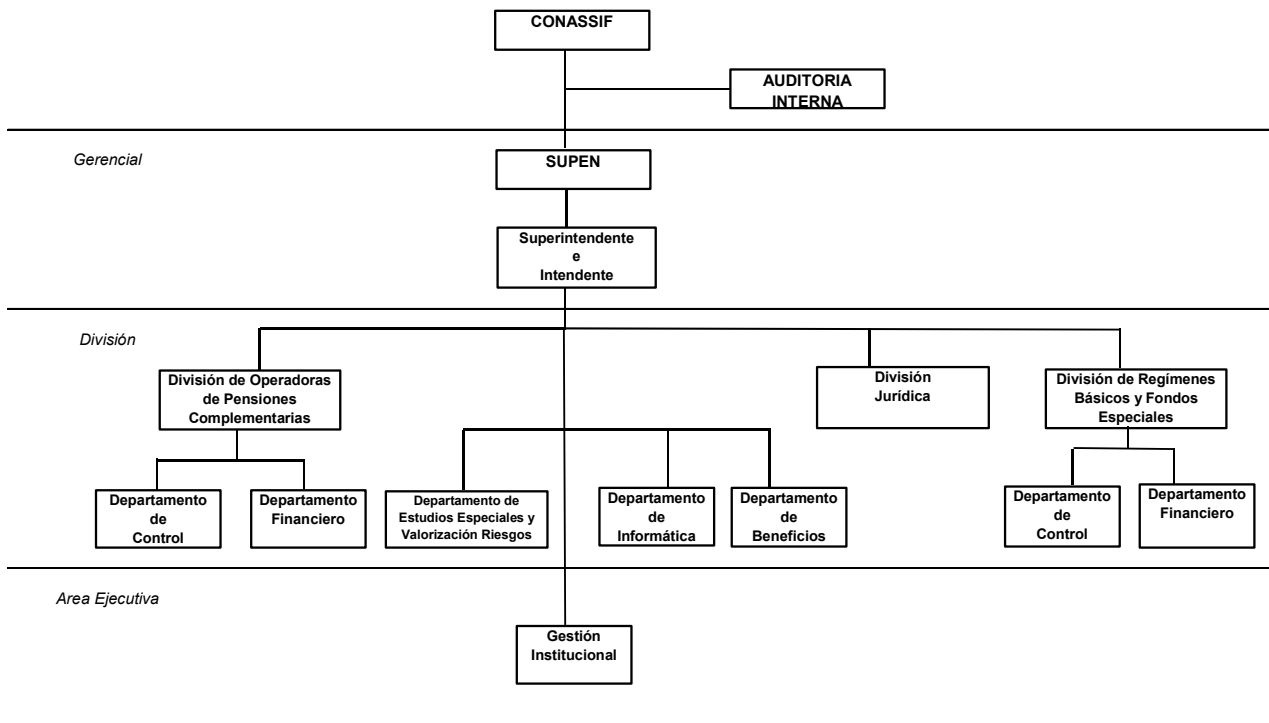 CONASSIF
AUDITORIA
INTERNA
Gerencial
SUPEN
Superintendente
e
Intendente
División
División de Operadoras
de Pensiones
Complementarias
División
Jurídica
División de Regímenes
Básicos y Fondos
Especiales
Departamento
de
Control
Departamento
Financiero
Departamento de
Estudios Especiales y
Valorización Riesgos
Departamento
de
Informática
Departamento
de
Beneficios
Departamento
de
Control
Departamento
Financiero
Area Ejecutiva
Gestión
Institucional